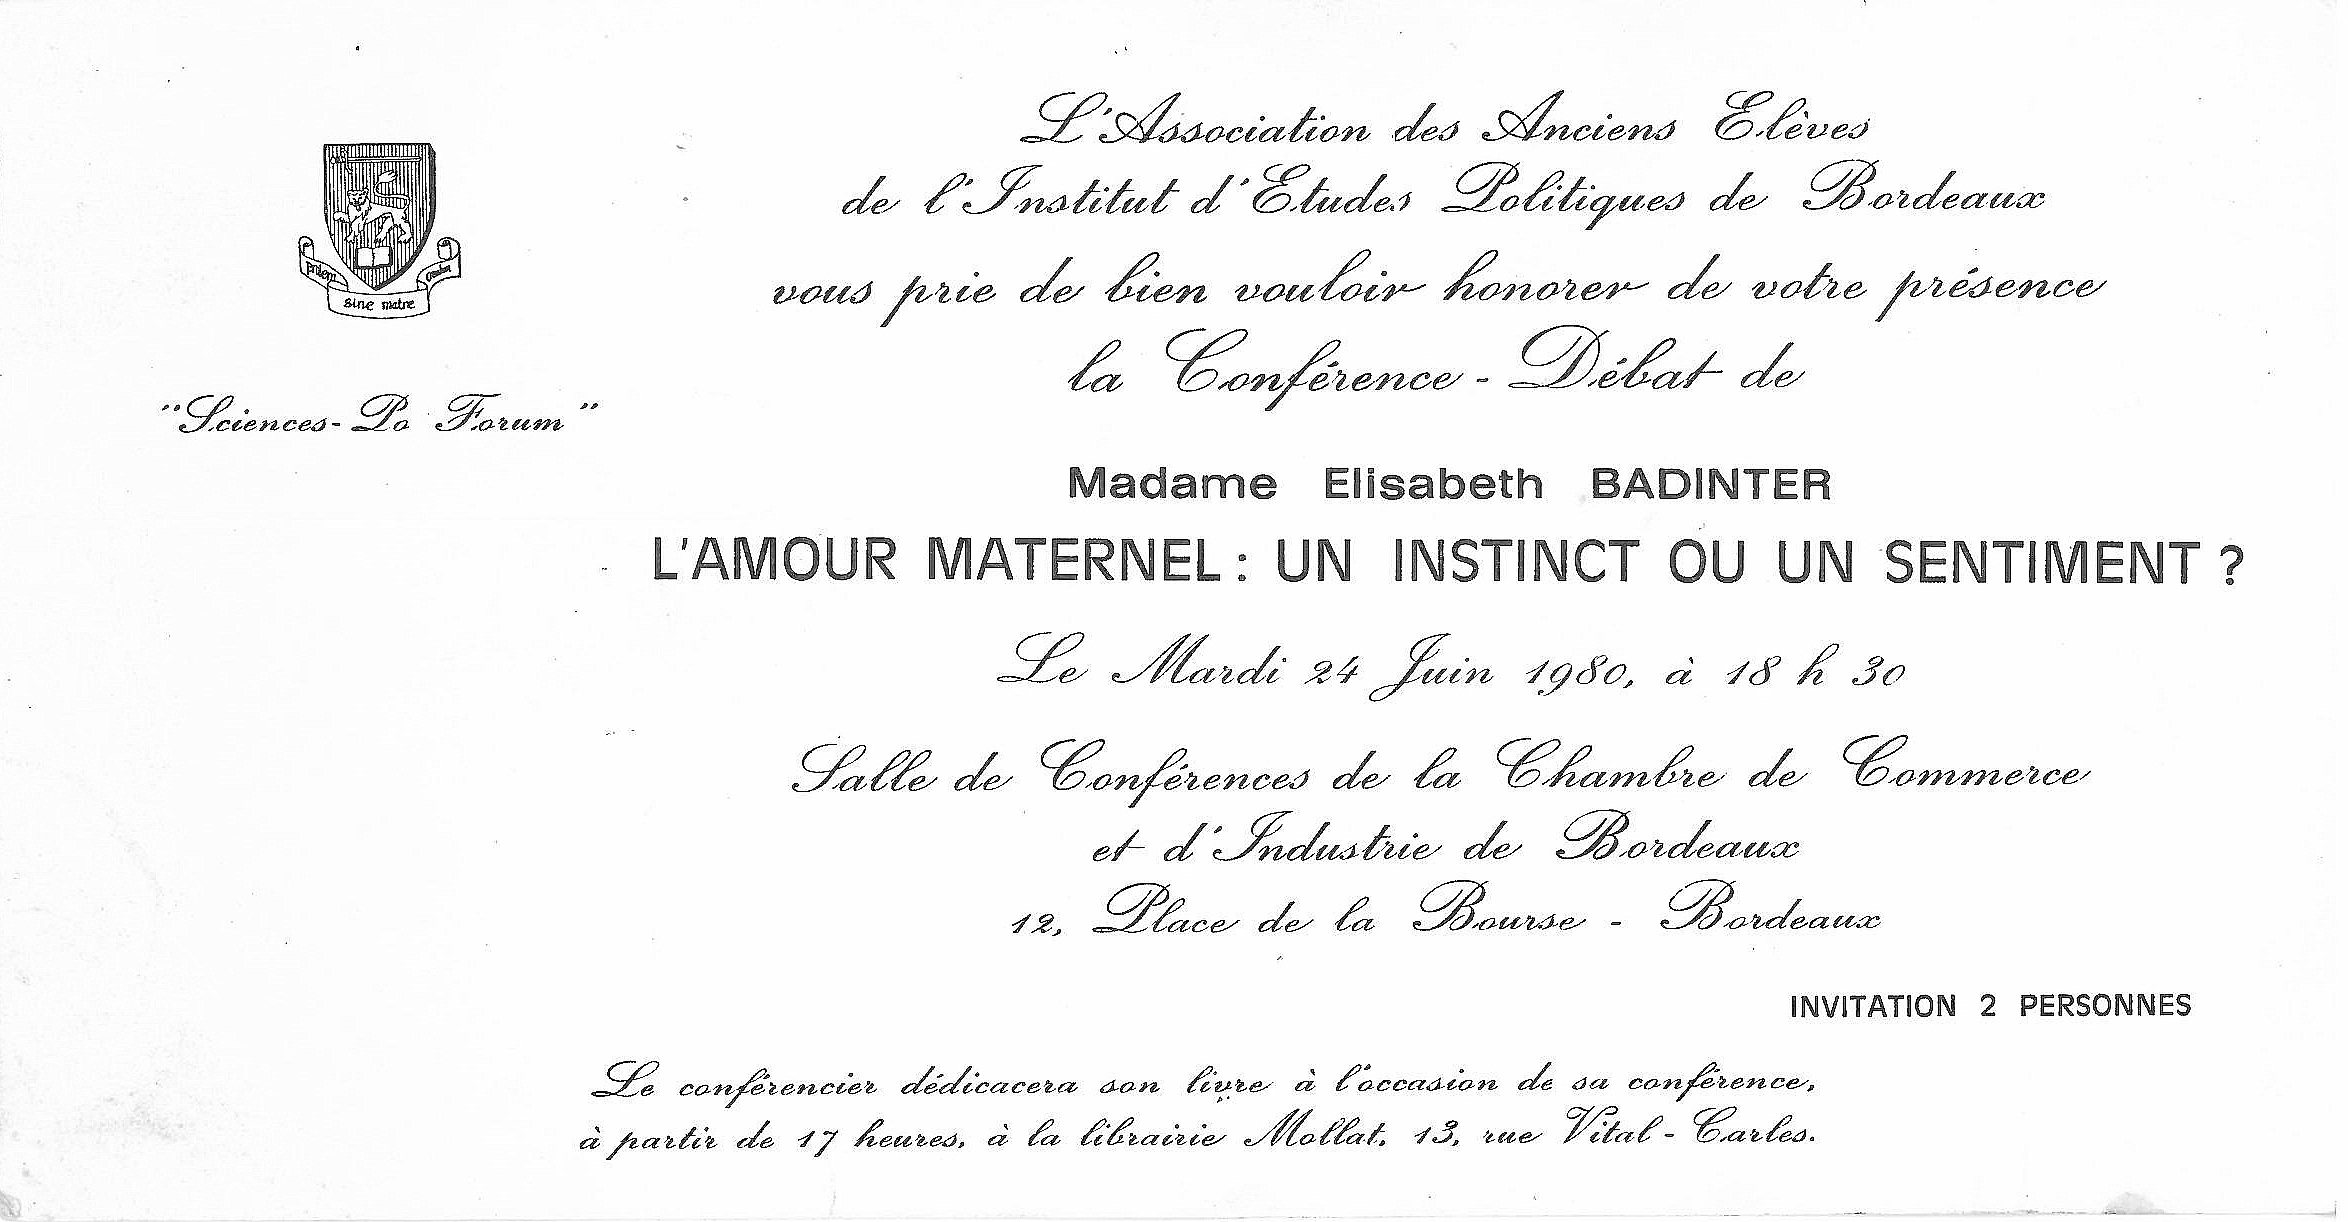 L'Association des Anciens Elèves
de l'Institut d'Etudes Politiques de Bordeaux
vous prie de bien vouloir honorer de votre présence
la Conférence - Débat de
prolem
sine matre
creatam
"Sciences-Po Forum"
Madame Elisabeth BADINTER
L'AMOUR MATERNEL : UN INSTINCT OU UN SENTIMENT ?
Le Mardi 24 Juin 1980, à 18 h 30
Salle de Conférences de la Chambre de Commerce
et d'Industrie de Bordeaux
12, Place de la Bourse - Bordeaux
INVITATION 2 PERSONNES
Le conférencier dédicacera son livre à l'occasion de sa conférence,
à partir de 17 heures, à la librairie Mollat, 13, rue Vital-Carles.